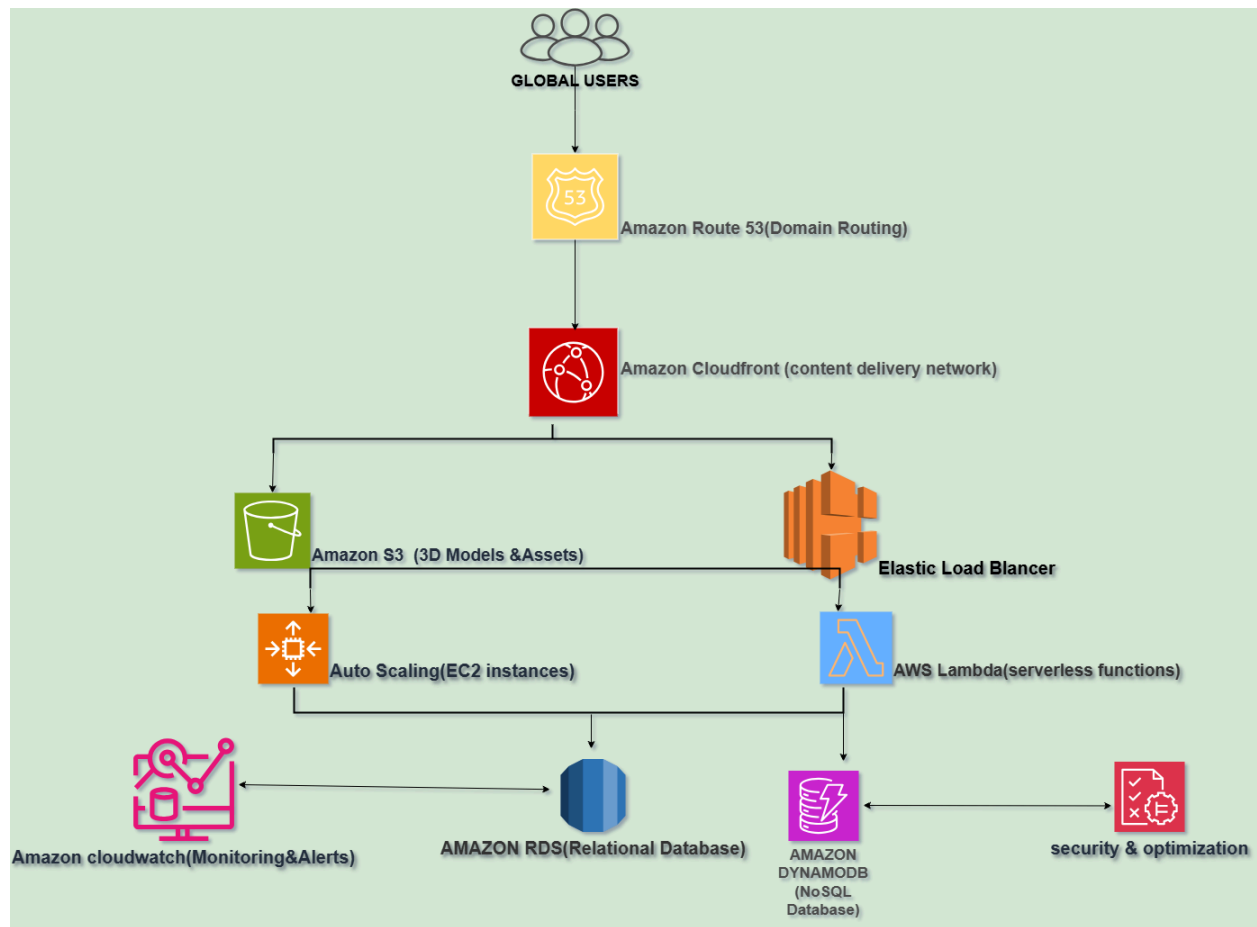 GLOBAL USERS
53
Amazon Route 53(Domain Routing)
Amazon Cloudfront (content delivery network)
Amazon S3 (3D Models &Assets)
Elastic Load Blancer
Auto Scaling(EC2 instances)
AWS Lambda(serverless functions)
Amazon cloudwatch(Monitoring&Alerts)
AMAZON RDS(Relational Database)
AMAZON
DYNAMODB
(NoSQL
Database)
security & optimization